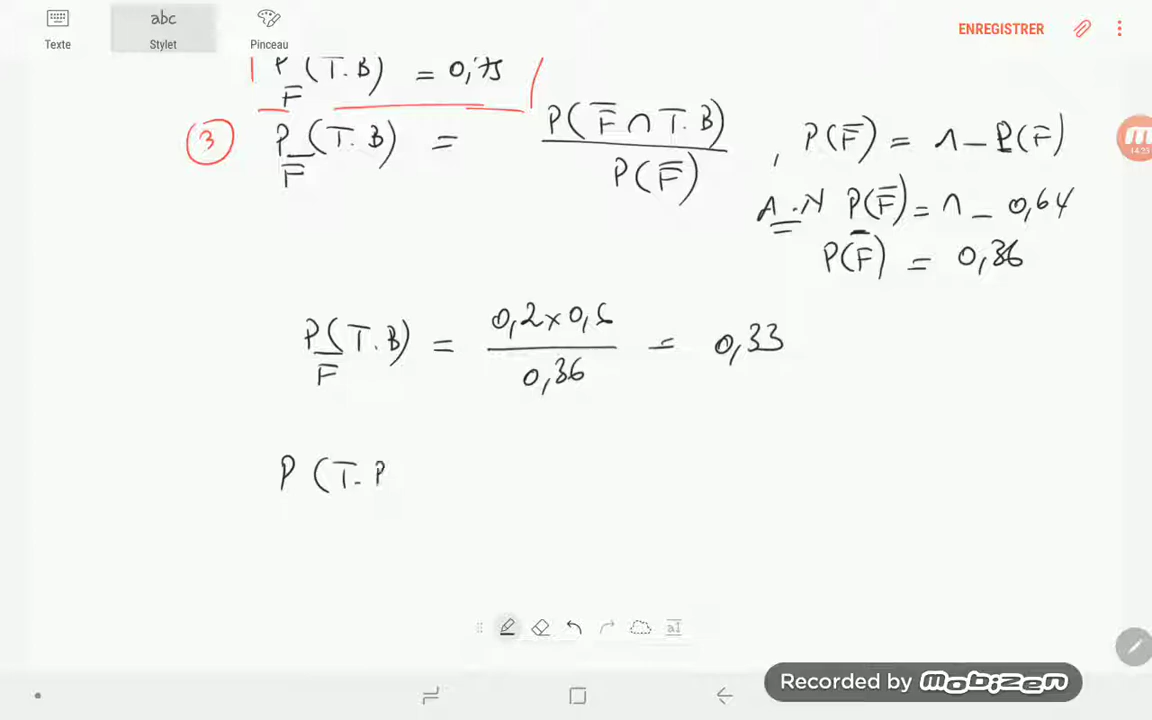 Texte
abc
Stylet
Pinceau
ENREGISTRER
P_F (T.B) = 0,75
3 P_F̅ (T.B) = P(F̅ ∩ T.B) / P(F̅) , P(F̅) = 1 - P(F)
A.N P(F̅) = 1 - 0,64
P(F̅) = 0,36
P_F̅ (T.B) = 0,2 x 0,6 / 0,36 = 0,33
P (T.P
Recorded by mobizen